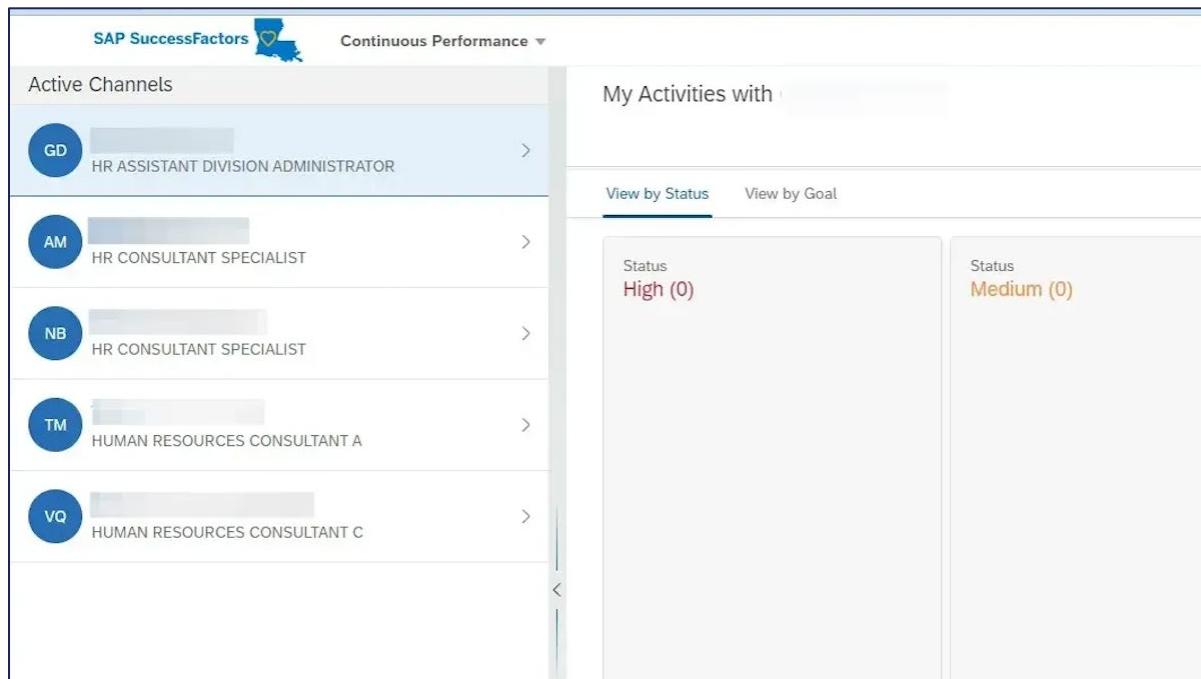 SAP SuccessFactors
Continuous Performance
Active Channels
GD
HR ASSISTANT DIVISION ADMINISTRATOR
AM
HR CONSULTANT SPECIALIST
NB
HR CONSULTANT SPECIALIST
TM
HUMAN RESOURCES CONSULTANT A
VQ
HUMAN RESOURCES CONSULTANT C
My Activities with
View by Status View by Goal
Status
High (0)
Status
Medium (0)